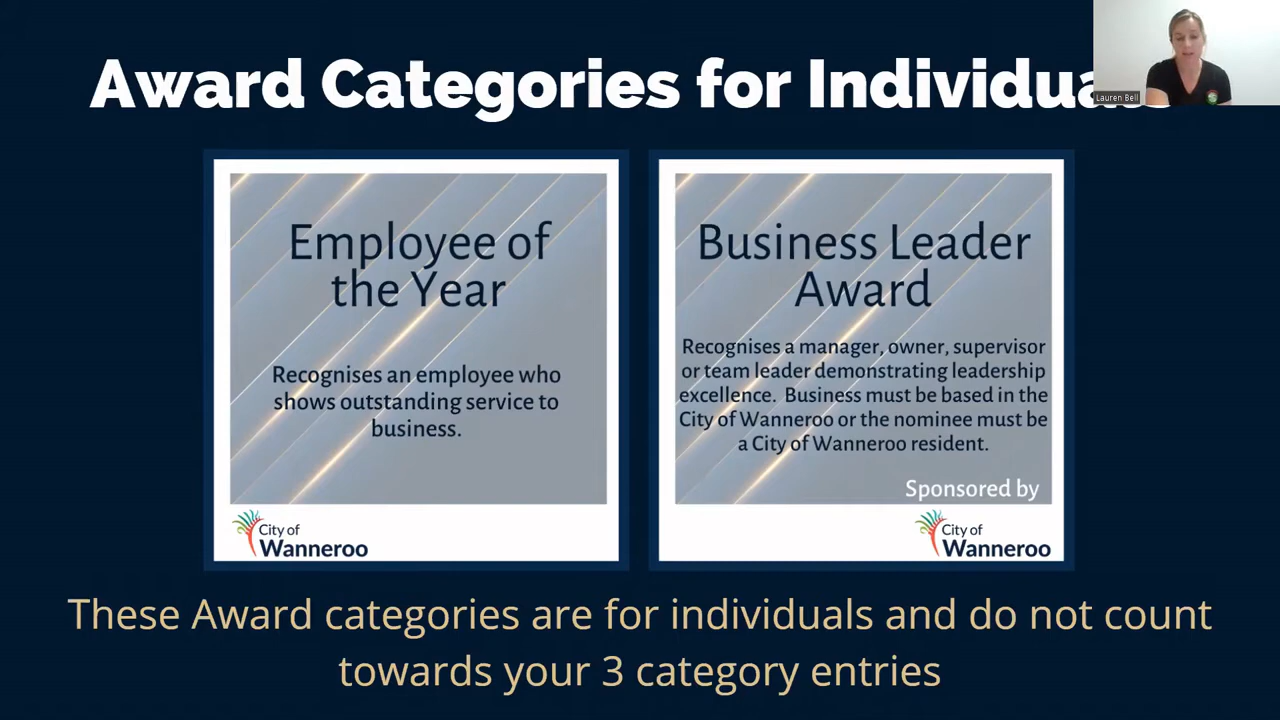 Award Categories for Individuals
Lauren Bell
Employee of
the Year
Recognises an employee who
shows outstanding service to
business.
City of
Wanneroo
Business Leader
Award
Recognises a manager, owner, supervisor
or team leader demonstrating leadership
excellence. Business must be based in the
City of Wanneroo or the nominee must be
a City of Wanneroo resident.
Sponsored by
City of
Wanneroo
These Award categories are for individuals and do not count
towards your 3 category entries